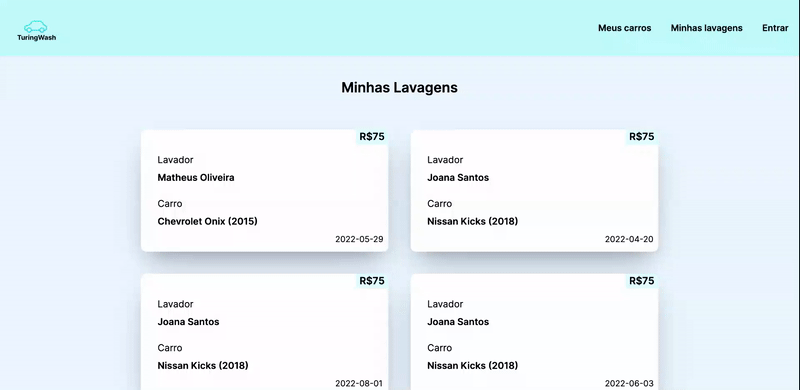 TuringWash
Meus carros Minhas lavagens Entrar
Minhas Lavagens
R$75
Lavador
Matheus Oliveira
Carro
Chevrolet Onix (2015)
2022-05-29
R$75
Lavador
Joana Santos
Carro
Nissan Kicks (2018)
2022-04-20
R$75
Lavador
Joana Santos
Carro
Nissan Kicks (2018)
2022-08-01
R$75
Lavador
Joana Santos
Carro
Nissan Kicks (2018)
2022-06-03